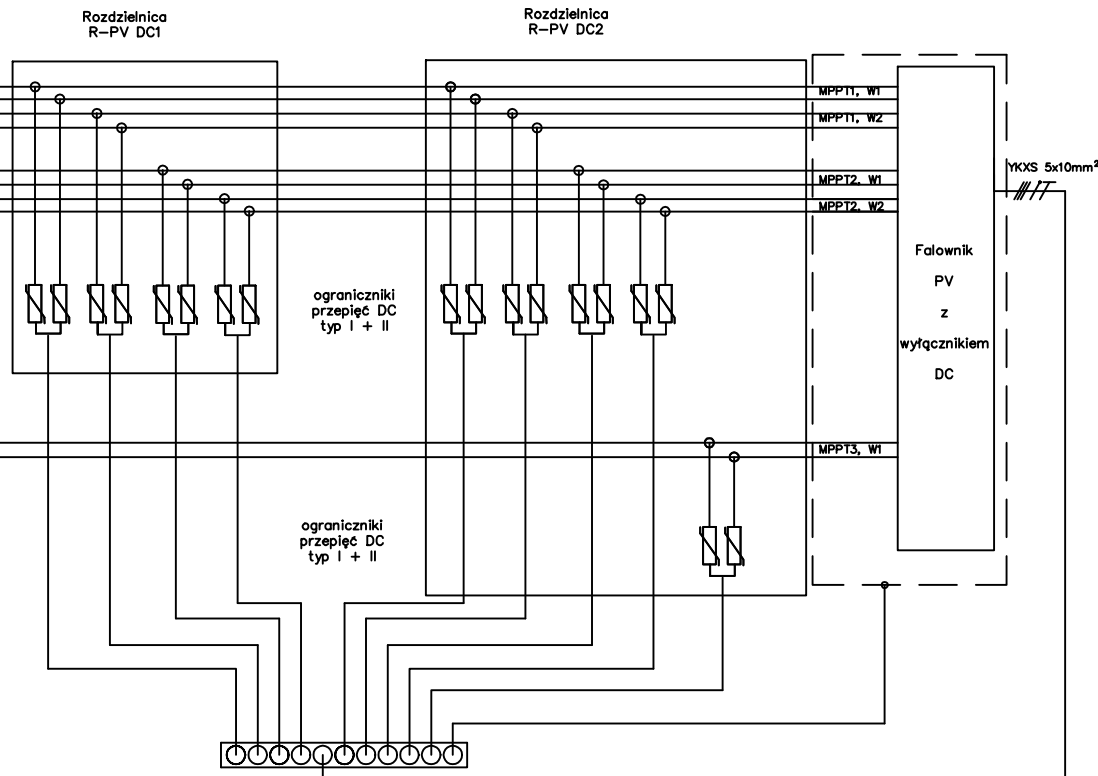 Rozdzielnica
R-PV DC1
Rozdzielnica
R-PV DC2
MPPT1, W1
MPPT1, W2
MPPT2, W1
MPPT2, W2
YKXS 5x10mm²
Falownik
PV
z
wyłącznikiem
DC
ograniczniki
przepięć DC
typ I + II
MPPT3, W1
ograniczniki
przepięć DC
typ I + II